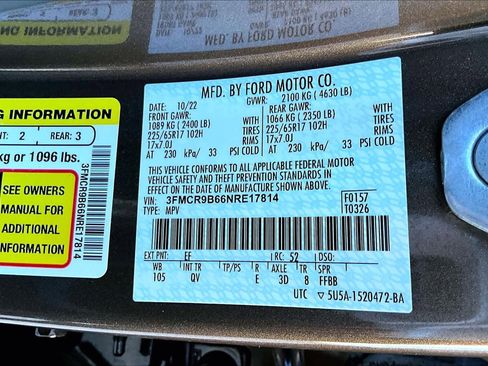 NG INFORMATION
NT: 2 REAR: 3
kg or 1096 lbs.
SEE OWNERS
MANUAL FOR
ADDITIONAL
INFORMATION
3FMCR9B66NRE17814
MFD. BY FORD MOTOR CO.
DATE: 10/22 GVWR: 2100 KG ( 4630 LB)
FRONT GAWR: REAR GAWR:
1089 KG ( 2400 LB) WITH 1066 KG ( 2350 LB) WITH
225/65R17 102H TIRES 225/65R17 102H TIRES
17x7.0J RIMS 17x7.0J RIMS
AT 230 kPa/ 33 PSI COLD AT 230 kPa/ 33 PSI COLD
THIS VEHICLE CONFORMS TO ALL APPLICABLE FEDERAL MOTOR
VEHICLE SAFETY AND THEFT PREVENTION STANDARDS IN EFFECT
ON THE DATE OF MANUFACTURE SHOWN ABOVE.
VIN: 3FMCR9B66NRE17814 F0157
TYPE: MPV T0326
EXT PNT: EF RC: 52 DSO:
WB INT TR TP/PS R AXLE TR SPR
105 QV E 3D 8 FFBB
UTC ▽ 5U5A-1520472-BA